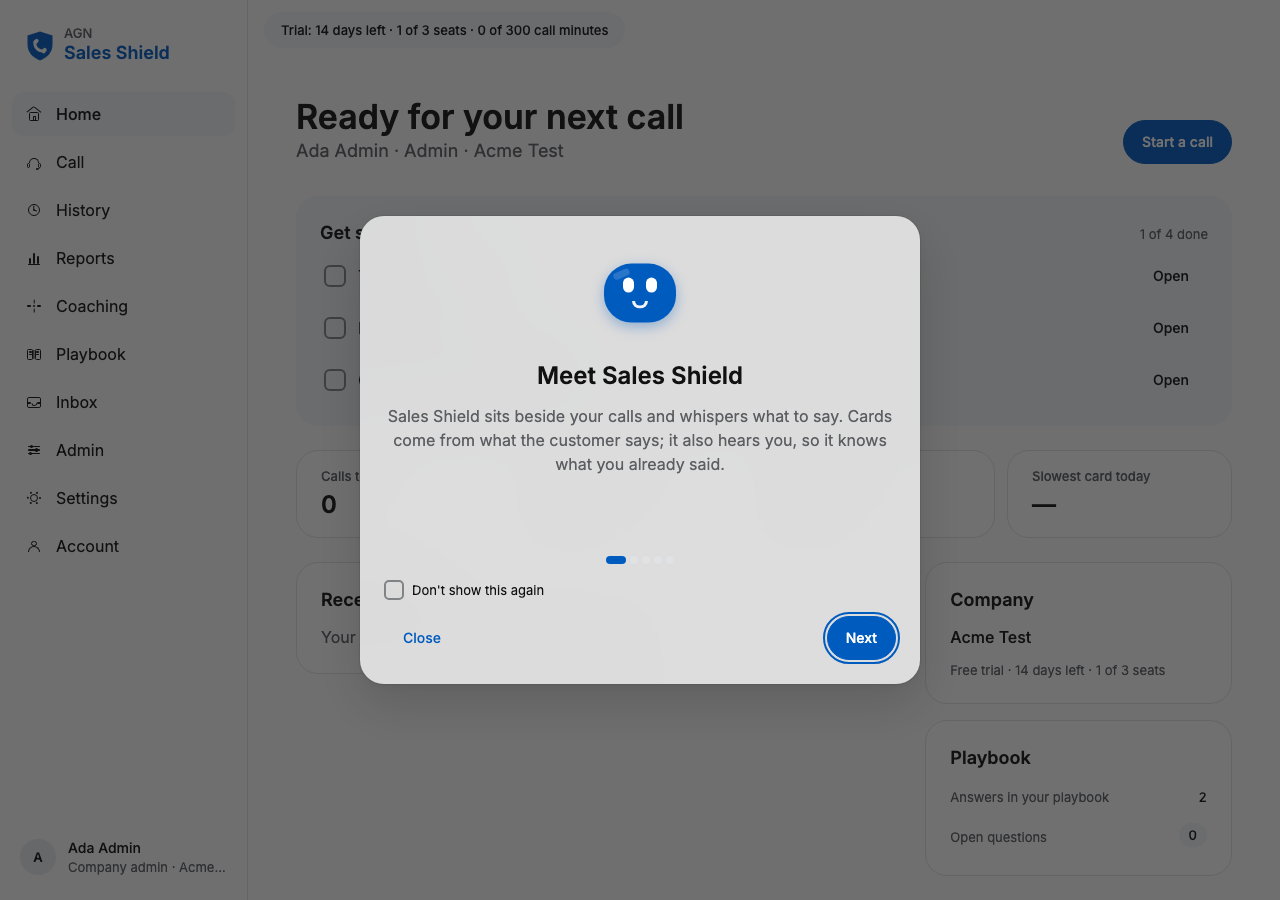 AGN
Sales Shield
Home
Call
History
Reports
Coaching
Playbook
Inbox
Admin
Settings
Account
A
Ada Admin
Company admin · Acme...
Trial: 14 days left · 1 of 3 seats · 0 of 300 call minutes
Ready for your next call
Ada Admin · Admin · Acme Test
Start a call
Get
1 of 4 done
Open
Open
Open
Calls
0
Slowest card today
—
Your
Company
Acme Test
Free trial · 14 days left · 1 of 3 seats
Playbook
Answers in your playbook
2
Open questions
0
Meet Sales Shield
Sales Shield sits beside your calls and whispers what to say. Cards
come from what the customer says; it also hears you, so it knows
what you already said.
Don't show this again
Close
Next